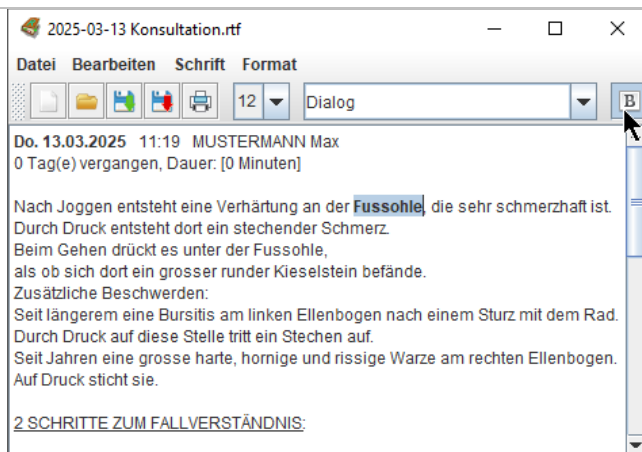 2025-03-13 Konsultation.rtf
Datei Bearbeiten Schrift Format
12 Dialog B
Do. 13.03.2025 11:19 MUSTERMANN Max
0 Tag(e) vergangen, Dauer: [0 Minuten]
Nach Joggen entsteht eine Verhärtung an der Fussohle, die sehr schmerzhaft ist.
Durch Druck entsteht dort ein stechender Schmerz.
Beim Gehen drückt es unter der Fussohle,
als ob sich dort ein grosser runder Kieselstein befände.
Zusätzliche Beschwerden:
Seit längerem eine Bursitis am linken Ellenbogen nach einem Sturz mit dem Rad.
Durch Druck auf diese Stelle tritt ein Stechen auf.
Seit Jahren eine grosse harte, hornige und rissige Warze am rechten Ellenbogen.
Auf Druck sticht sie.
2 SCHRITTE ZUM FALLVERSTÄNDNIS: